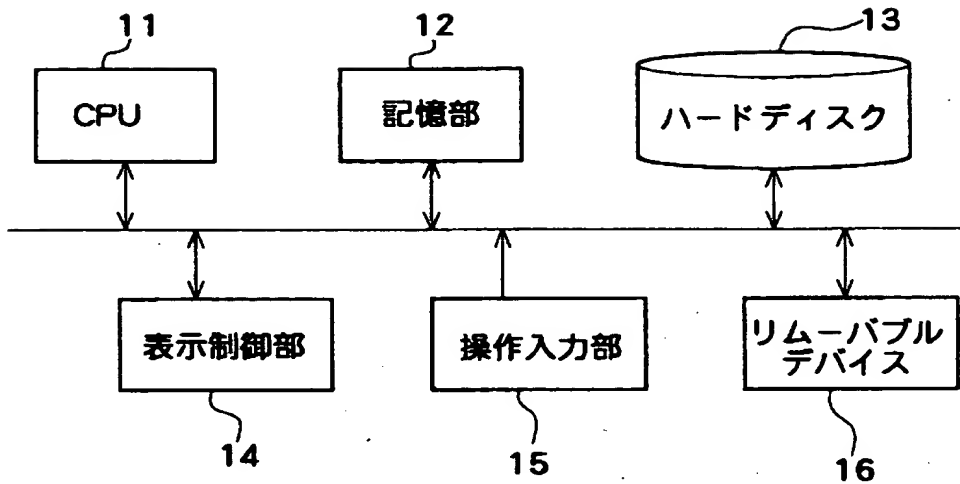 11
12
13
CPU
記憶部
ハードディスク
表示制御部
操作入力部
リムーバブル
デバイス
14
15
16